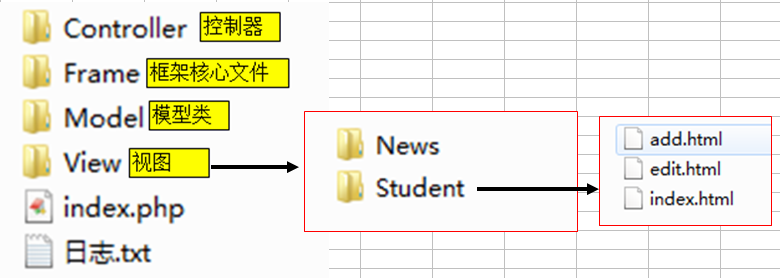 Controller 控制器
Frame 框架核心文件
Model 模型类
View 视图
index.php
日志.txt
News
Student
add.html
edit.html
index.html